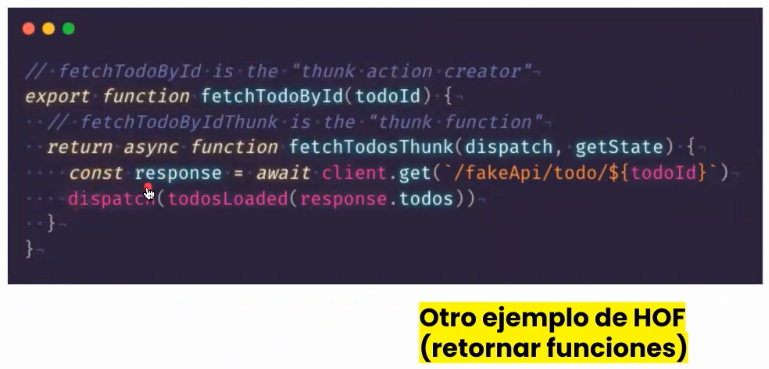 // fetchTodoById is the "thunk action creator"
export function fetchTodoById(todoId) {
// fetchTodoByIdThunk is the "thunk function"
return async function fetchTodosThunk(dispatch, getState) {
const response = await client.get(`/fakeApi/todo/${todoId}`)
dispatch(todosLoaded(response.todos))
}
}
Otro ejemplo de HOF
(retornar funciones)